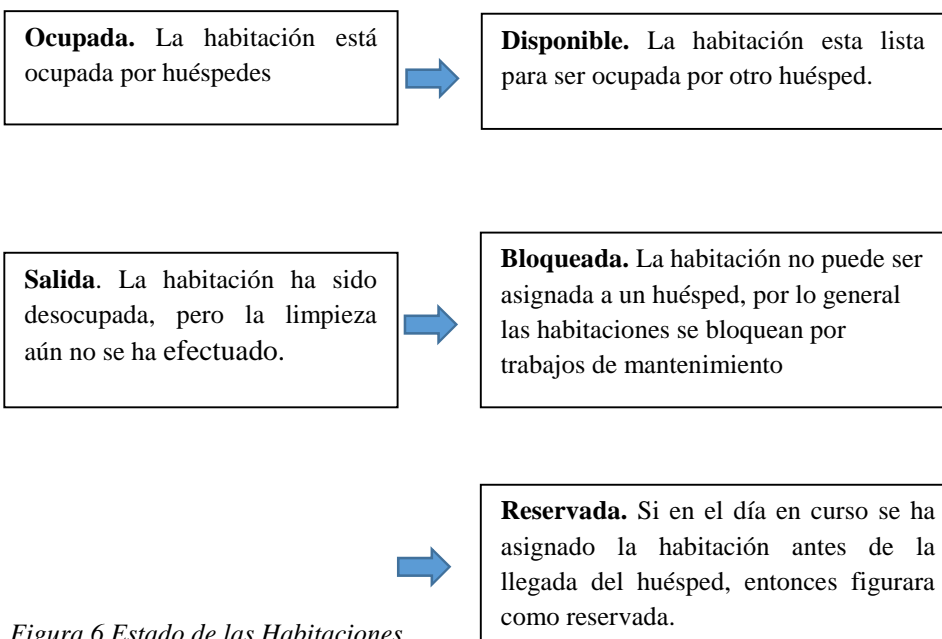 Ocupada. La habitación está
ocupada por huéspedes
Disponible. La habitación esta lista
para ser ocupada por otro huésped.
Salida. La habitación ha sido
desocupada, pero la limpieza
aún no se ha efectuado.
Bloqueada. La habitación no puede ser
asignada a un huésped, por lo general
las habitaciones se bloquean por
trabajos de mantenimiento
Reservada. Si en el día en curso se ha
asignado la habitación antes de la
llegada del huésped, entonces figurara
como reservada.
Figura 6 Estado de las Habitaciones